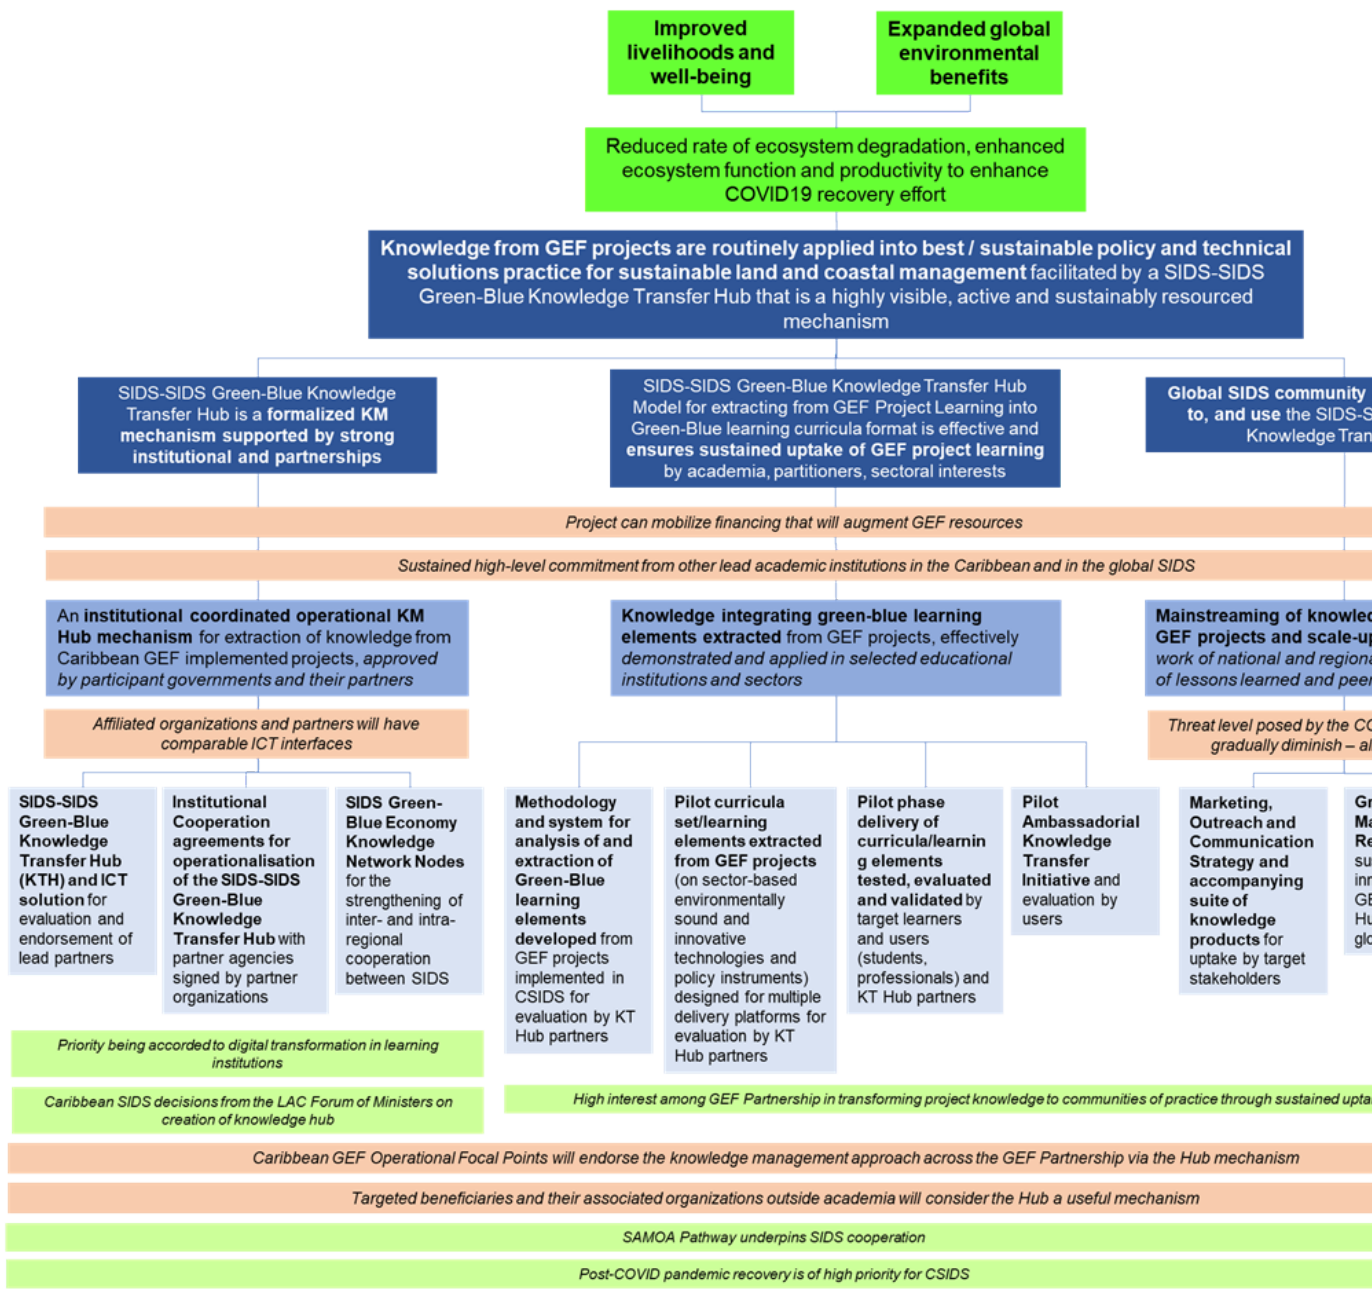 Improved
livelihoods and
well-being
Expanded global
environmental
benefits
Reduced rate of ecosystem degradation, enhanced
ecosystem function and productivity to enhance
COVID19 recovery effort
Knowledge from GEF projects are routinely applied into best / sustainable policy and technical
solutions practice for sustainable land and coastal management facilitated by a SIDS-SIDS
Green-Blue Knowledge Transfer Hub that is a highly visible, active and sustainably resourced
mechanism
SIDS-SIDS Green-Blue Knowledge
Transfer Hub is a formalized KM
mechanism supported by strong
institutional and partnerships
SIDS-SIDS Green-Blue Knowledge Transfer Hub
Model for extracting from GEF Project Learning into
Green-Blue learning curricula format is effective and
ensures sustained uptake of GEF project learning
by academia, partitioners, sectoral interests
Global SIDS community
to, and use the SIDS-S
Knowledge Tran
Project can mobilize financing that will augment GEF resources
Sustained high-level commitment from other lead academic institutions in the Caribbean and in the global SIDS
An institutional coordinated operational KM
Hub mechanism for extraction of knowledge from
Caribbean GEF implemented projects, approved
by participant governments and their partners
Knowledge integrating green-blue learning
elements extracted from GEF projects, effectively
demonstrated and applied in selected educational
institutions and sectors
Mainstreaming of knowled
GEF projects and scale-up
work of national and regiona
of lessons learned and peer
Affiliated organizations and partners will have
comparable ICT interfaces
Threat level posed by the CO
gradually diminish – al
SIDS-SIDS
Green-Blue
Knowledge
Transfer Hub
(KTH) and ICT
solution for
evaluation and
endorsement of
lead partners
Institutional
Cooperation
agreements for
operationalisation
of the SIDS-SIDS
Green-Blue
Knowledge
Transfer Hub with
partner agencies
signed by partner
organizations
SIDS Green-
Blue Economy
Knowledge
Network Nodes
for the
strengthening of
inter- and intra-
regional
cooperation
between SIDS
Methodology
and system for
analysis of and
extraction of
Green-Blue
learning
elements
developed from
GEF projects
implemented in
CSIDS for
evaluation by KT
Hub partners
Pilot curricula
set/learning
elements extracted
from GEF projects
(on sector-based
environmentally
sound and
innovative
technologies and
policy instruments)
designed for multiple
delivery platforms for
evaluation by KT
Hub partners
Pilot phase
delivery of
curricula/learnin
g elements
tested, evaluated
and validated by
target learners
and users
(students,
professionals) and
KT Hub partners
Pilot
Ambassadorial
Knowledge
Transfer
Initiative and
evaluation by
users
Marketing,
Outreach and
Communication
Strategy and
accompanying
suite of
knowledge
products for
uptake by target
stakeholders
Gr
Ma
Re
su
inn
GE
Hu
glo
Priority being accorded to digital transformation in learning
institutions
Caribbean SIDS decisions from the LAC Forum of Ministers on
creation of knowledge hub
High interest among GEF Partnership in transforming project knowledge to communities of practice through sustained upta
Caribbean GEF Operational Focal Points will endorse the knowledge management approach across the GEF Partnership via the Hub mechanism
Targeted beneficiaries and their associated organizations outside academia will consider the Hub a useful mechanism
SAMOA Pathway underpins SIDS cooperation
Post-COVID pandemic recovery is of high priority for CSIDS